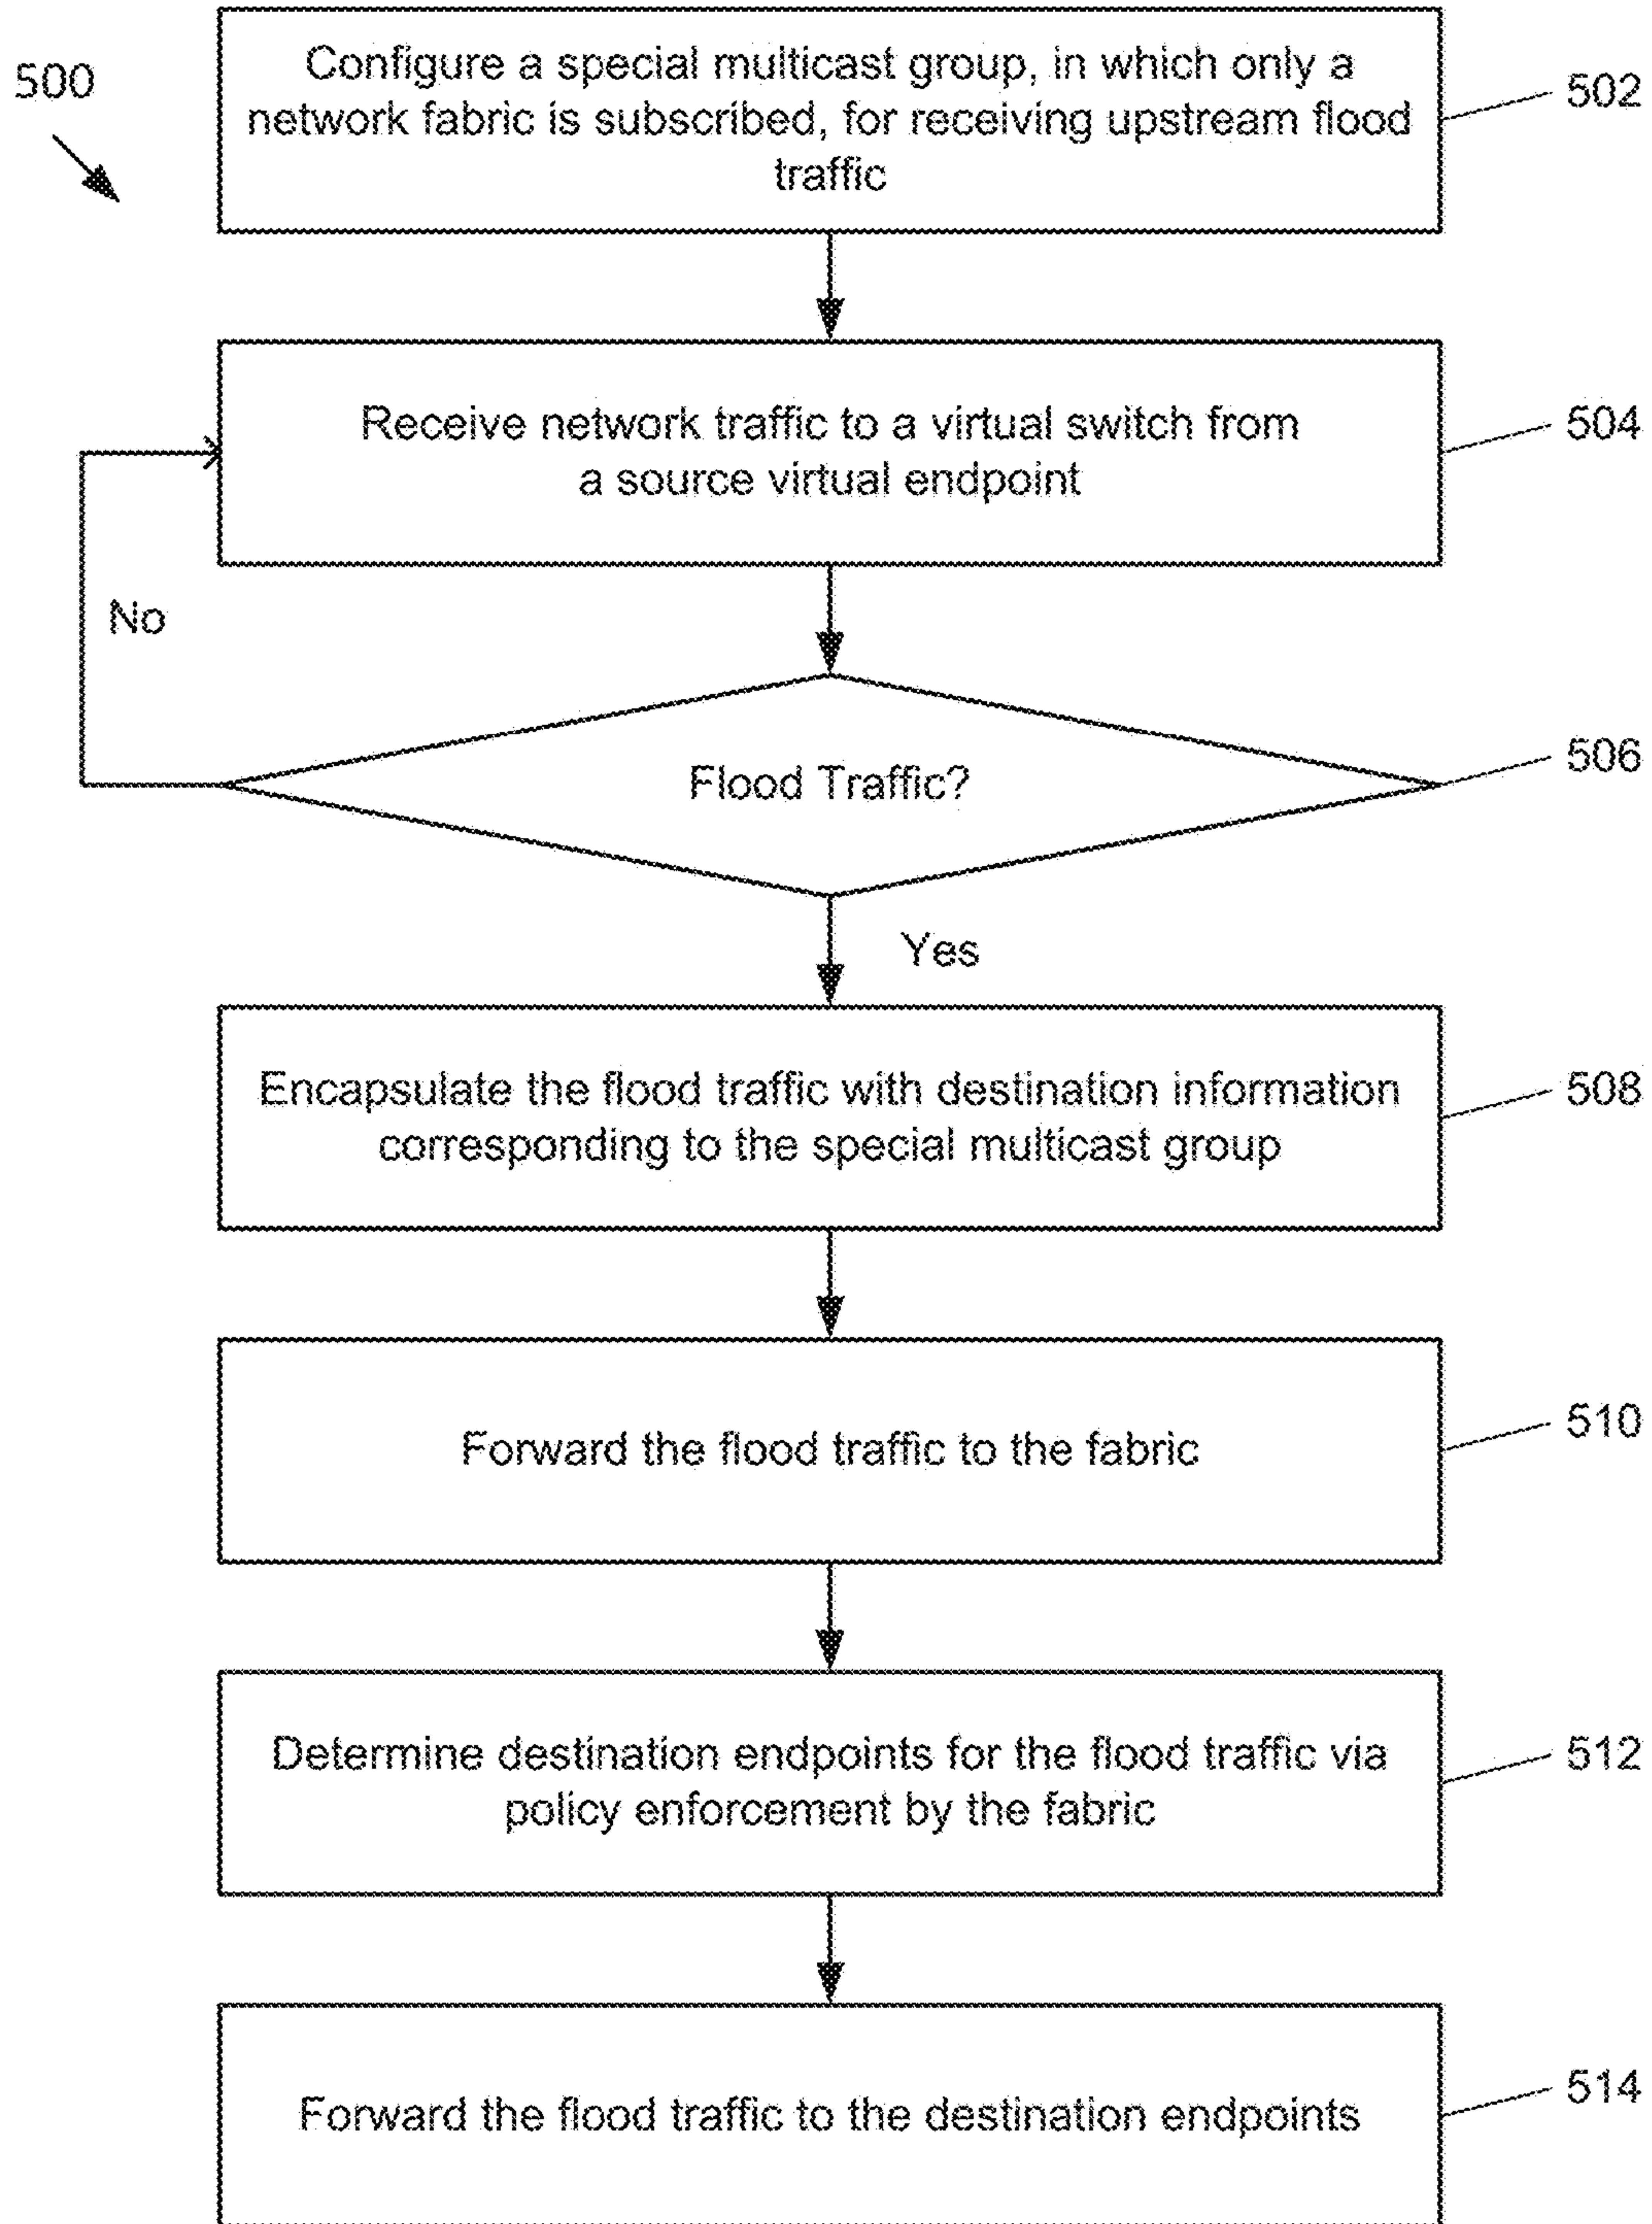 500
Configure a special multicast group, in which only a
network fabric is subscribed, for receiving upstream flood
traffic
502
Receive network traffic to a virtual switch from
a source virtual endpoint
504
No
Flood Traffic?
506
Yes
Encapsulate the flood traffic with destination information
corresponding to the special multicast group
508
Forward the flood traffic to the fabric
510
Determine destination endpoints for the flood traffic via
policy enforcement by the fabric
512
Forward the flood traffic to the destination endpoints
514